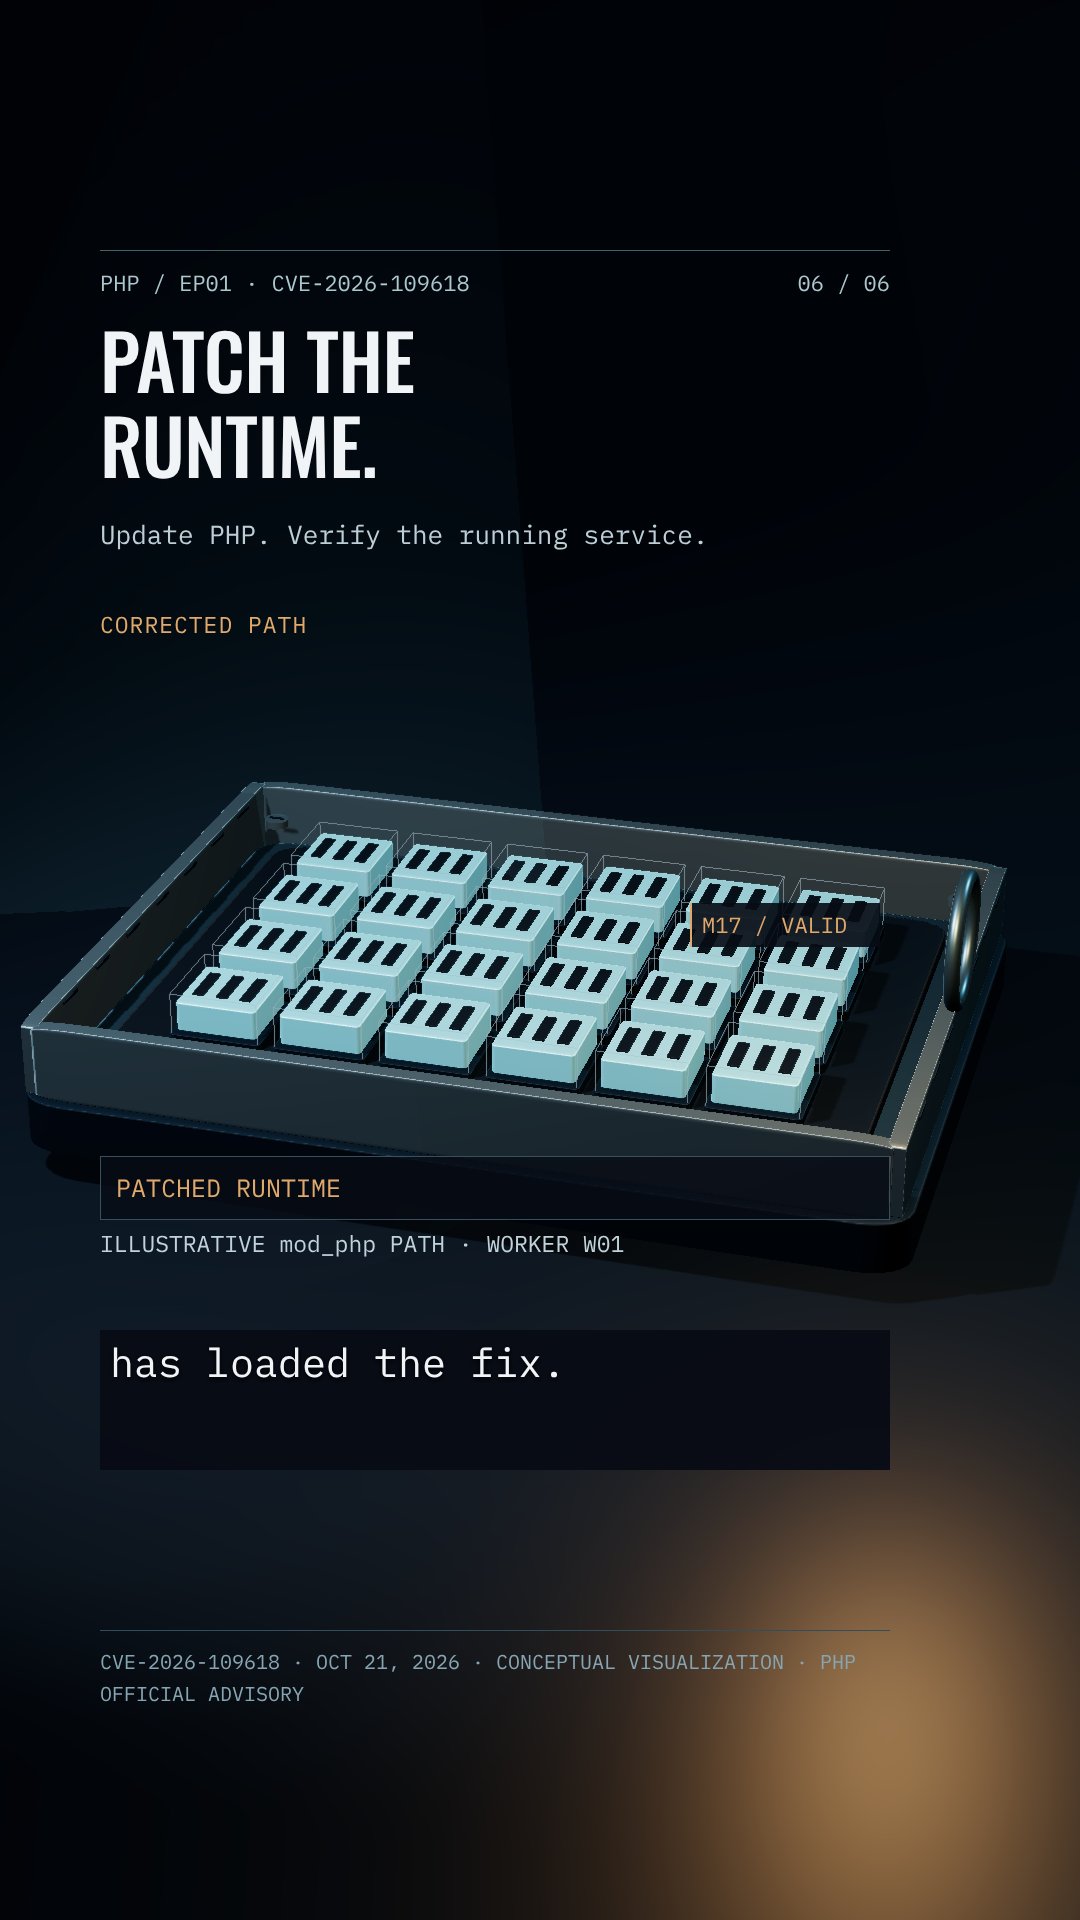 PHP / EP01 · CVE-2026-109618
06 / 06
PATCH THE
RUNTIME.
Update PHP. Verify the running service.
CORRECTED PATH
M17 / VALID
PATCHED RUNTIME
ILLUSTRATIVE mod_php PATH · WORKER W01
has loaded the fix.
CVE-2026-109618 · OCT 21, 2026 · CONCEPTUAL VISUALIZATION · PHP
OFFICIAL ADVISORY